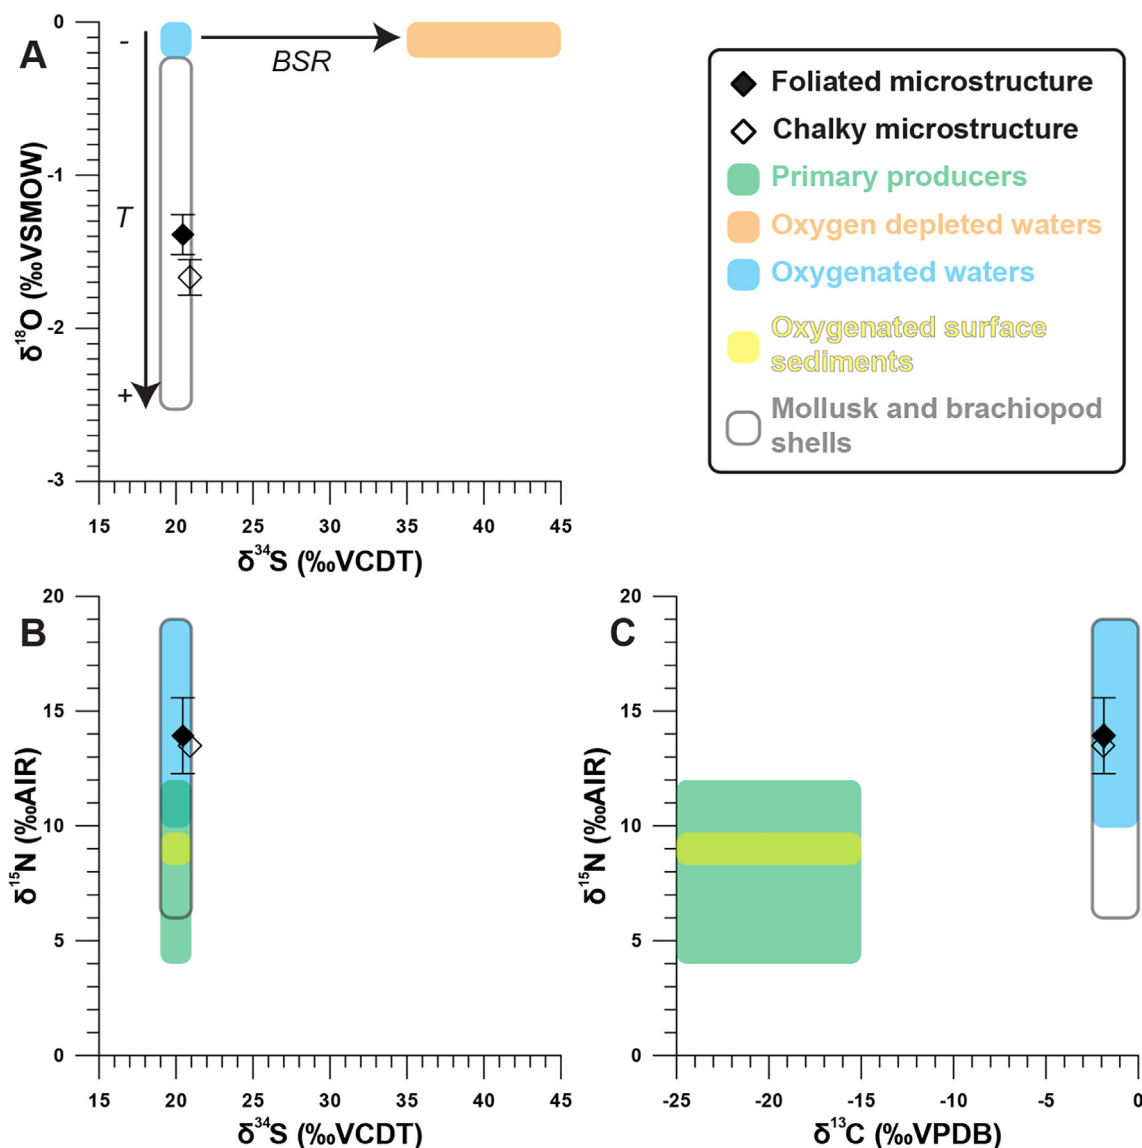 A
0
-1
-2
-3
δ18O (‰VSMOW)
-
T
+
BSR
15 20 25 30 35 40 45
δ34S (‰VCDT)
Foliated microstructure
Chalky microstructure
Primary producers
Oxygen depleted waters
Oxygenated waters
Oxygenated surface
sediments
Mollusk and brachiopod
shells
B
20
15
10
5
0
δ15N (‰AIR)
15 20 25 30 35 40 45
δ34S (‰VCDT)
C
20
15
10
5
0
δ15N (‰AIR)
-25 -20 -15 -10 -5 0
δ13C (‰VPDB)